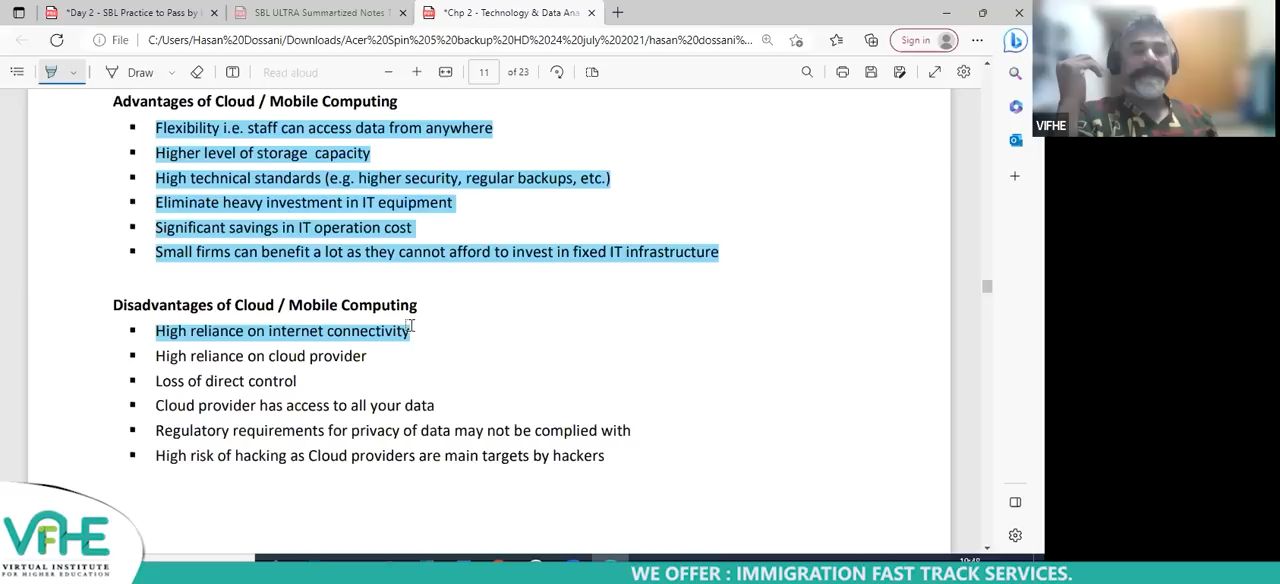 *Day 2 - SBL Practice to Pass by
SBL ULTRA Summartized Notes
*Chp 2 - Technology & Data Ana
File
C:/Users/Hasan%20Dossani/Downloads/Acer%20Spin%205%20backup%20HD%2024%20july%202021/hasan%20dossani/...
Sign in
Draw
Read aloud
11 of 23
Advantages of Cloud / Mobile Computing
Flexibility i.e. staff can access data from anywhere
Higher level of storage capacity
High technical standards (e.g. higher security, regular backups, etc.)
Eliminate heavy investment in IT equipment
Significant savings in IT operation cost
Small firms can benefit a lot as they cannot afford to invest in fixed IT infrastructure
Disadvantages of Cloud / Mobile Computing
High reliance on internet connectivity
High reliance on cloud provider
Loss of direct control
Cloud provider has access to all your data
Regulatory requirements for privacy of data may not be complied with
High risk of hacking as Cloud providers are main targets by hackers
VIFHE
VIFHE
VIRTUAL INSTITUTE
FOR HIGHER EDUCATION
WE OFFER : IMMIGRATION FAST TRACK SERVICES.